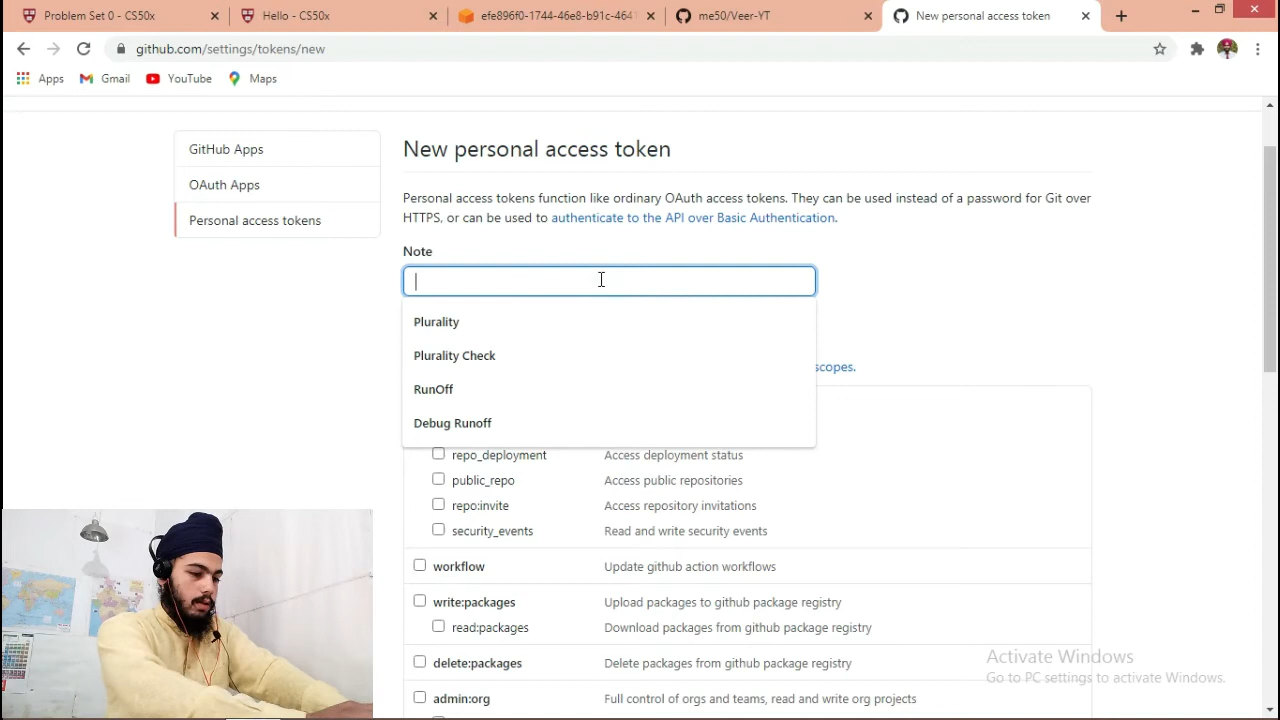 Problem Set 0 - CS50x
Hello - CS50x
efe896f0-1744-46e8-b91c-4641
me50/Veer-YT
New personal access token
github.com/settings/tokens/new
Apps
Gmail
YouTube
Maps
GitHub Apps
OAuth Apps
Personal access tokens
New personal access token
Personal access tokens function like ordinary OAuth access tokens. They can be used instead of a password for Git over
HTTPS, or can be used to authenticate to the API over Basic Authentication.
Note
Plurality
Plurality Check
RunOff
Debug Runoff
scopes.
repo_deployment Access deployment status
public_repo Access public repositories
repo:invite Access repository invitations
security_events Read and write security events
workflow Update github action workflows
write:packages Upload packages to github package registry
read:packages Download packages from github package registry
delete:packages Delete packages from github package registry
admin:org Full control of orgs and teams, read and write org projects
Activate Windows
Go to PC settings to activate Windows.